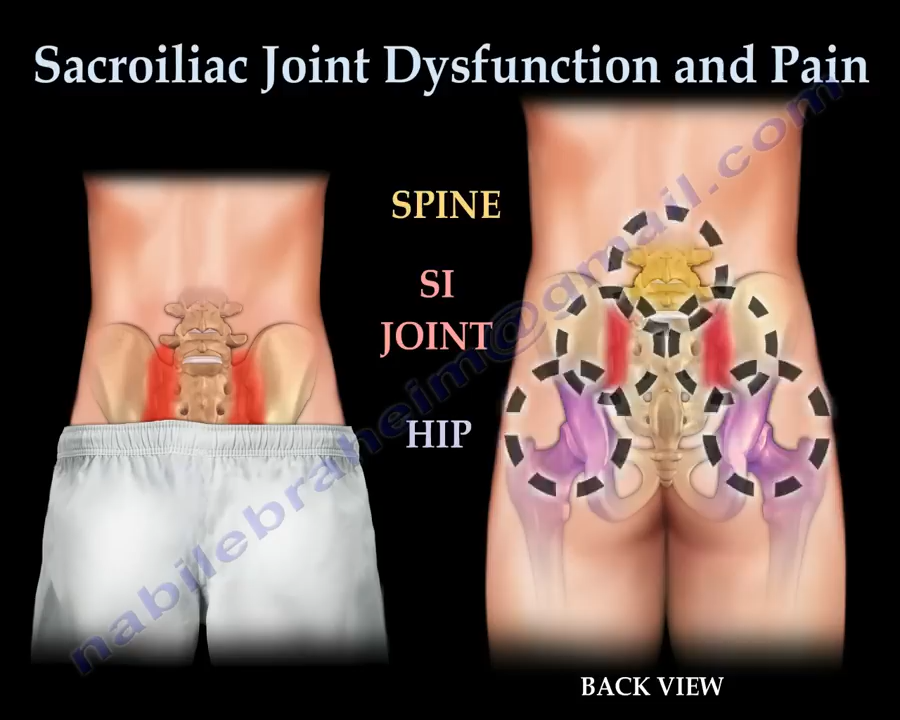 Sacroiliac Joint Dysfunction and Pain
SPINE
SI
JOINT
HIP
BACK VIEW
nabilebraheim@gmail.com